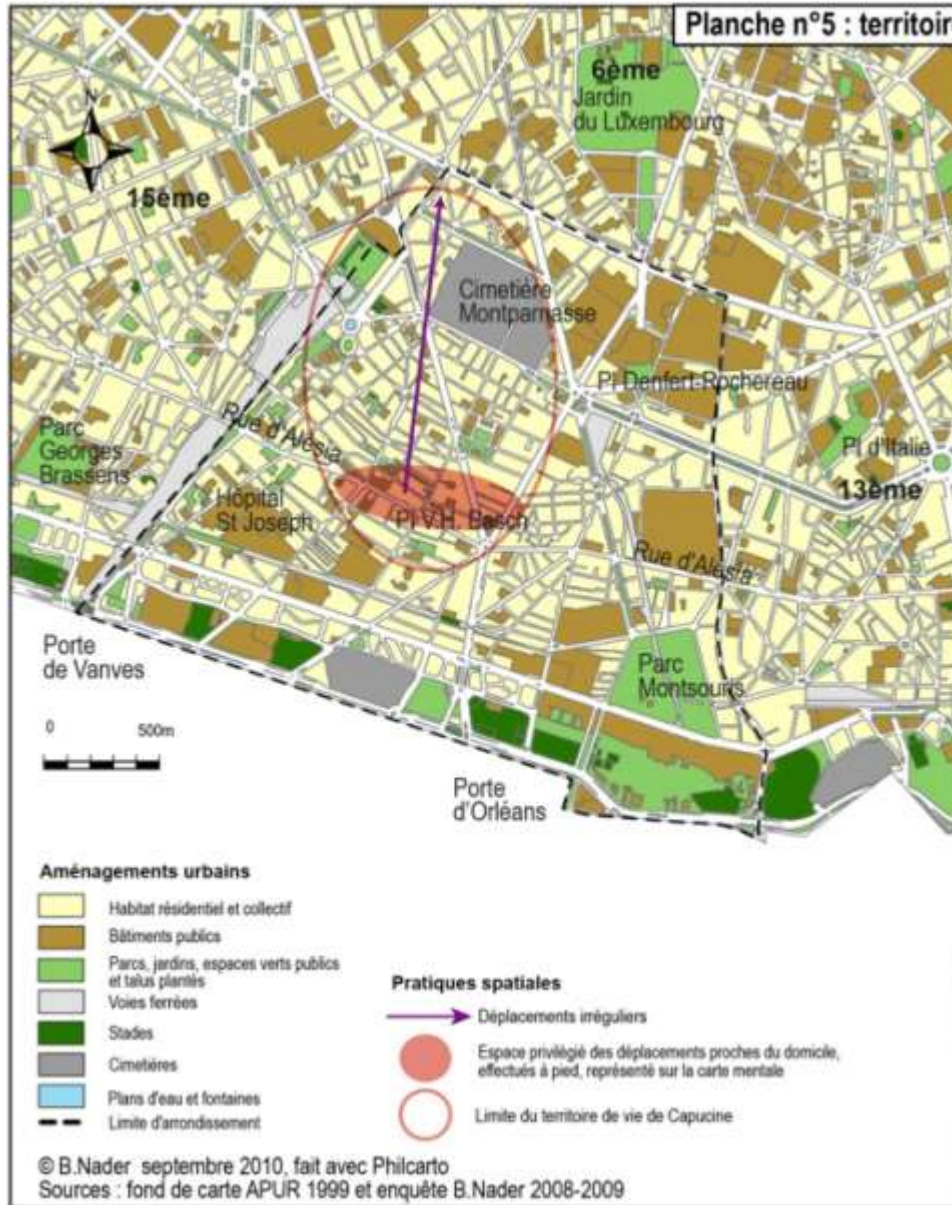 Planche n°5 : territoir
6ème
Jardin
du Luxembourg
N
15ème
Cimetière
Montparnasse
Pl Denfert-Rochereau
Rue d'Alésia
Parc
Georges
Brassens
Pl d'Italie
13ème
Hôpital
St Joseph
Pl V.H. Basch
Rue d'Alésia
Porte
de Vanves
Parc
Montsouris
0 500m
Porte
d'Orléans
Aménagements urbains
Habitat résidentiel et collectif
Bâtiments publics
Parcs, jardins, espaces verts publics
et talus plantés
Voies ferrées
Stades
Cimetières
Plans d'eau et fontaines
Limite d'arrondissement
Pratiques spatiales
Déplacements irréguliers
Espace privilégié des déplacements proches du domicile,
effectués à pied, représenté sur la carte mentale
Limite du territoire de vie de Capucine
© B.Nader septembre 2010, fait avec Philcarto
Sources : fond de carte APUR 1999 et enquête B.Nader 2008-2009